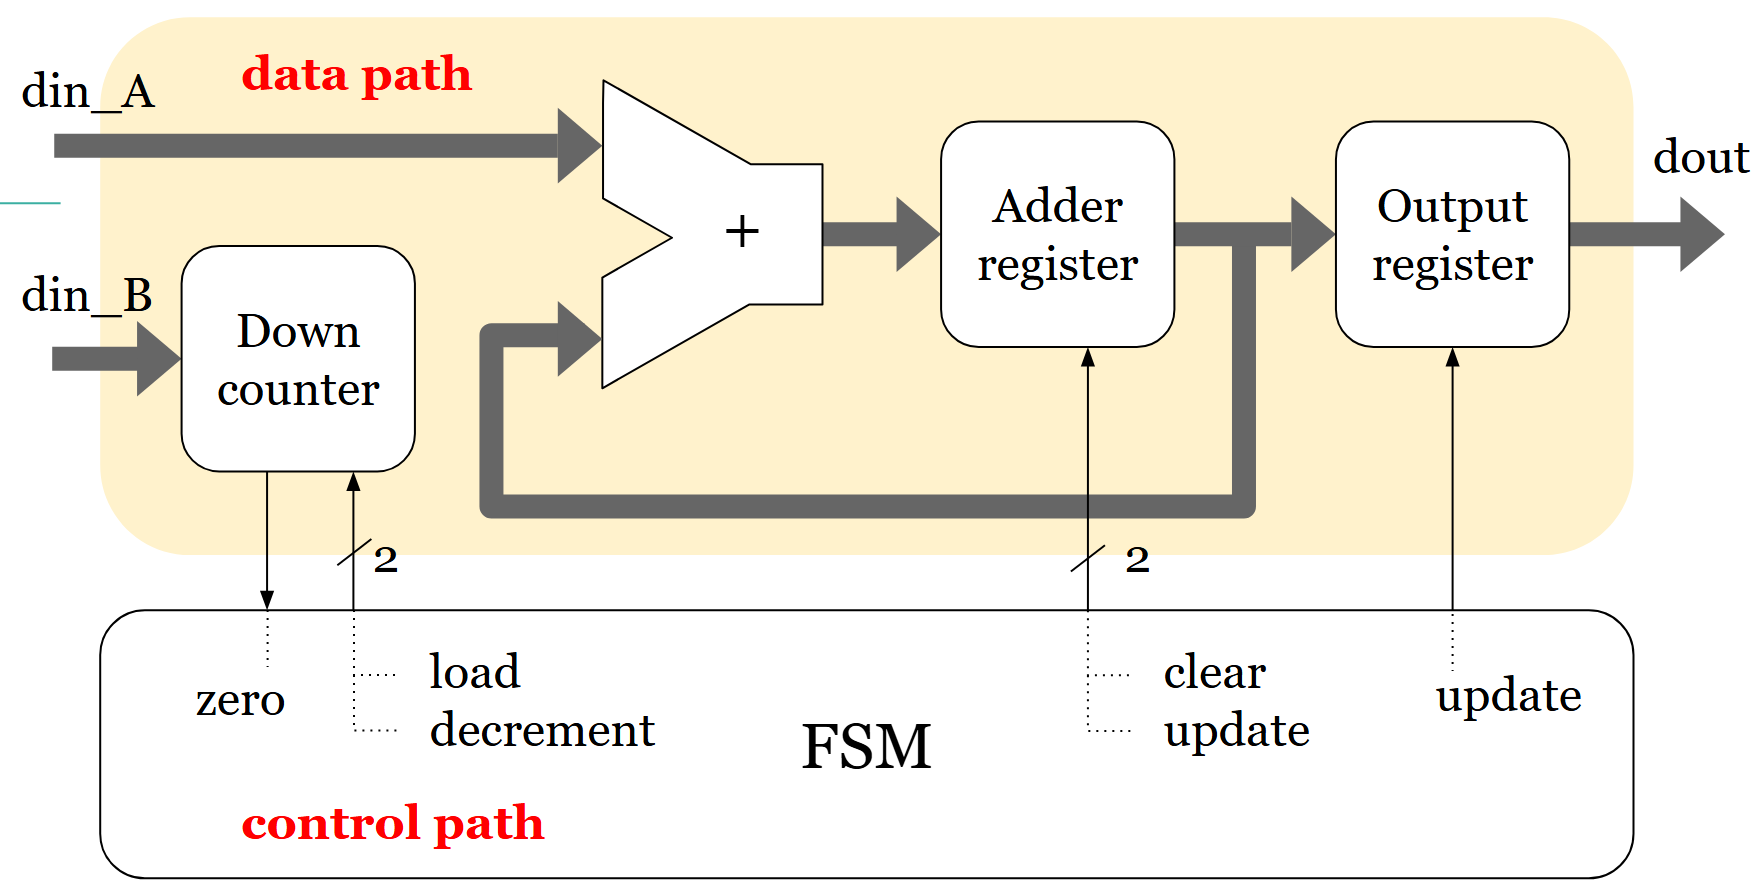 din_A
data path
dout
Adder
register
Output
register
+
din_B
Down
counter
2
2
zero
load
decrement
clear
update
update
FSM
control path